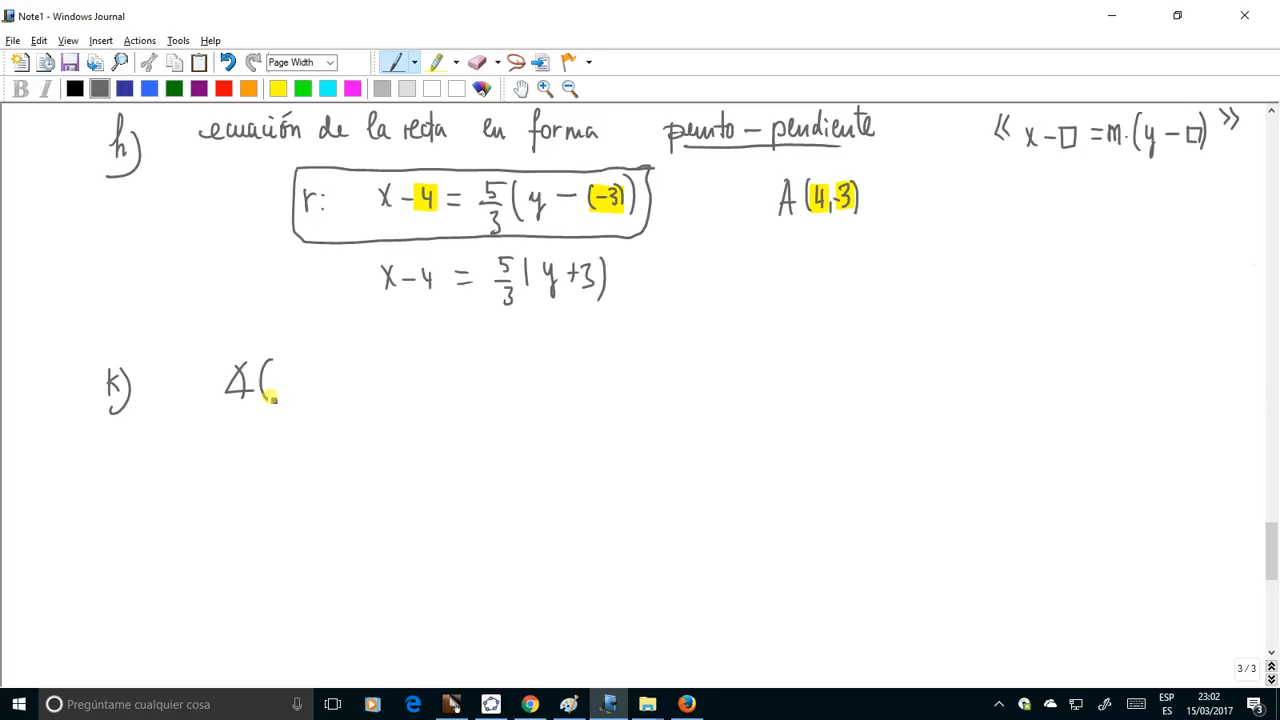 Note1 - Windows Journal
File Edit View Insert Actions Tools Help
Page Width
B I
h) ecuación de la recta en forma punto - pendiente « x-□ = m·(y-□) »
r: x-4 = 5/3 (y-(-3)) A(4,-3)
x-4 = 5/3 (y+3)
k) ∡(
3 / 3
Pregúntame cualquier cosa
ESP
ES
23:02
15/03/2017